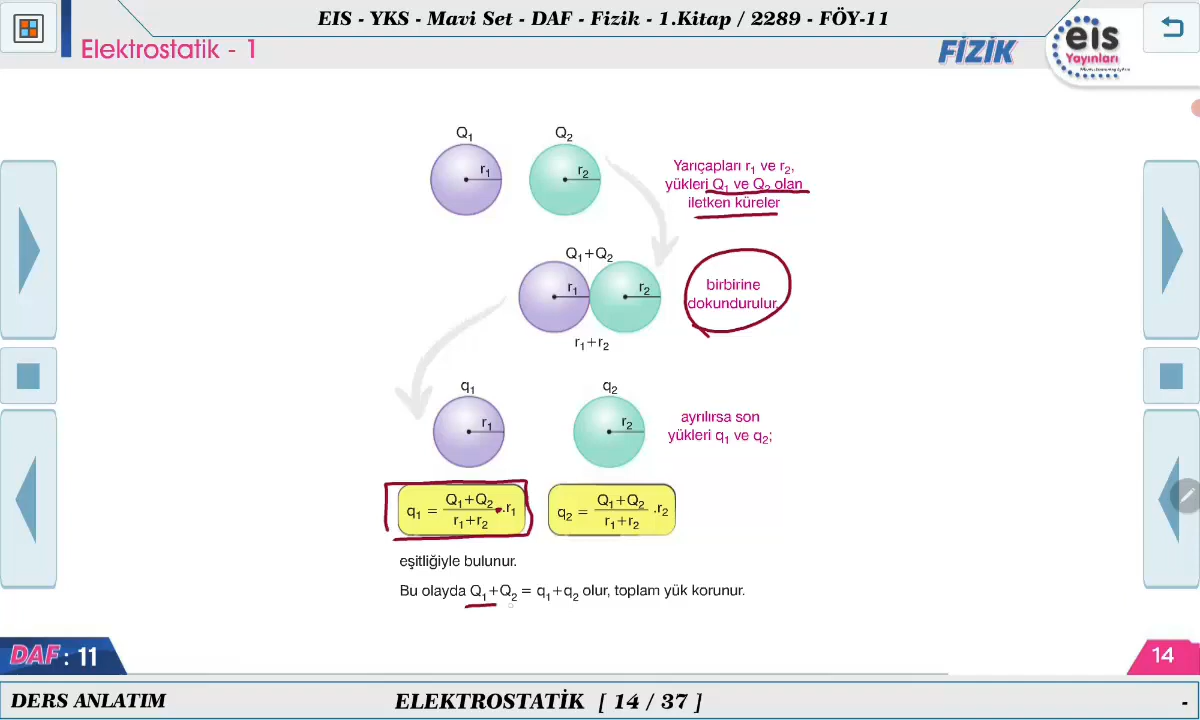 EIS - YKS - Mavi Set - DAF - Fizik - 1.Kitap / 2289 - FÖY-11
Elektrostatik - 1
FİZİK
eis
Yayınları
Q₁
Q₂
r₁
r₂
Yarıçapları r₁ ve r₂,
yükleri Q₁ ve Q₂ olan
iletken küreler
Q₁+Q₂
r₁
r₂
r₁+r₂
birbirine
dokundurulur.
q₁
q₂
r₁
r₂
ayrılırsa son
yükleri q₁ ve q₂;
q₁ = (Q₁+Q₂)/(r₁+r₂) .r₁
q₂ = (Q₁+Q₂)/(r₁+r₂) .r₂
eşitliğiyle bulunur.
Bu olayda Q₁+Q₂ = q₁+q₂ olur, toplam yük korunur.
DAF : 11
14
DERS ANLATIM
ELEKTROSTATİK [ 14 / 37 ]
-